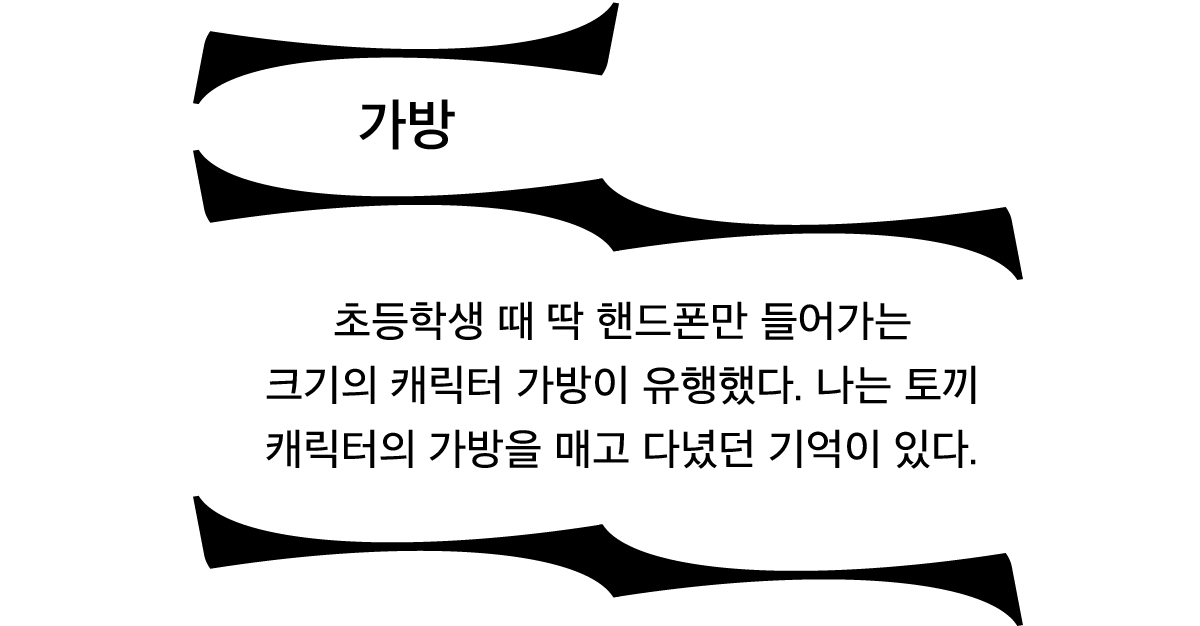 가방
초등학생 때 딱 핸드폰만 들어가는
크기의 캐릭터 가방이 유행했다. 나는 토끼
캐릭터의 가방을 매고 다녔던 기억이 있다.